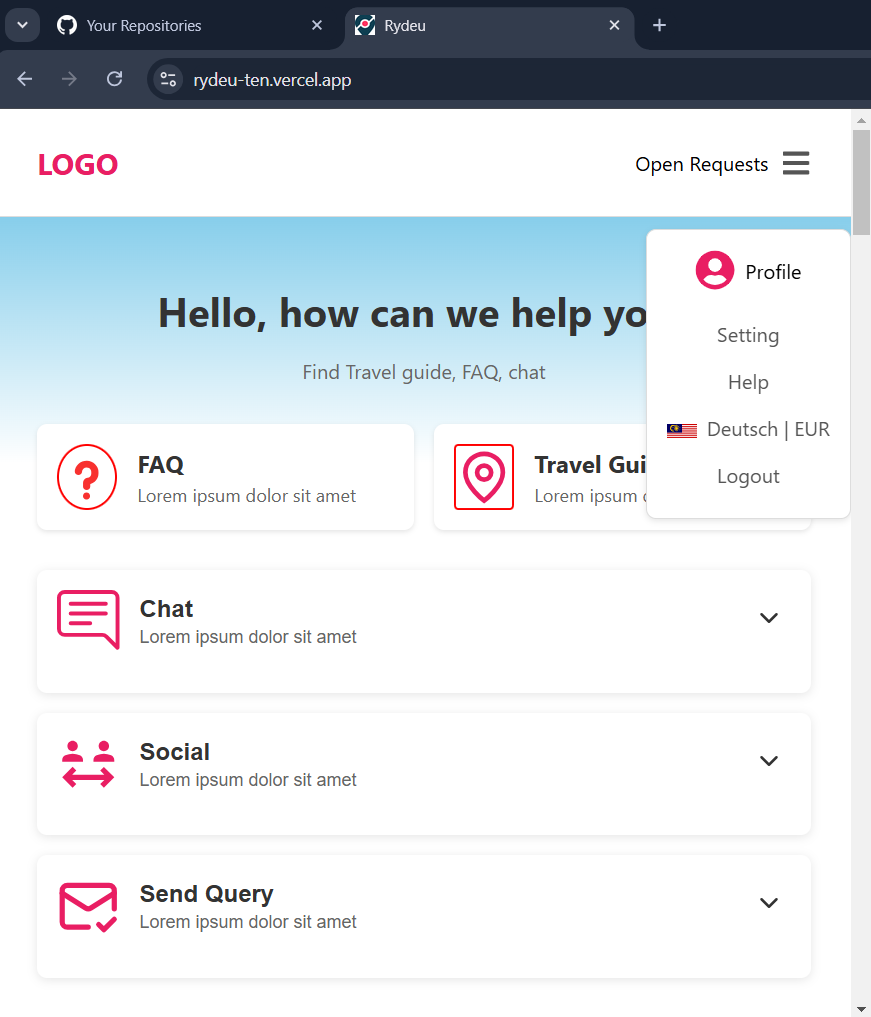 Your Repositories
Rydeu
rydeu-ten.vercel.app
LOGO
Open Requests
Profile
Setting
Help
Deutsch | EUR
Logout
Hello, how can we help yo
Find Travel guide, FAQ, chat
FAQ
Lorem ipsum dolor sit amet
Travel Gui
Lorem ipsum
Chat
Lorem ipsum dolor sit amet
Social
Lorem ipsum dolor sit amet
Send Query
Lorem ipsum dolor sit amet